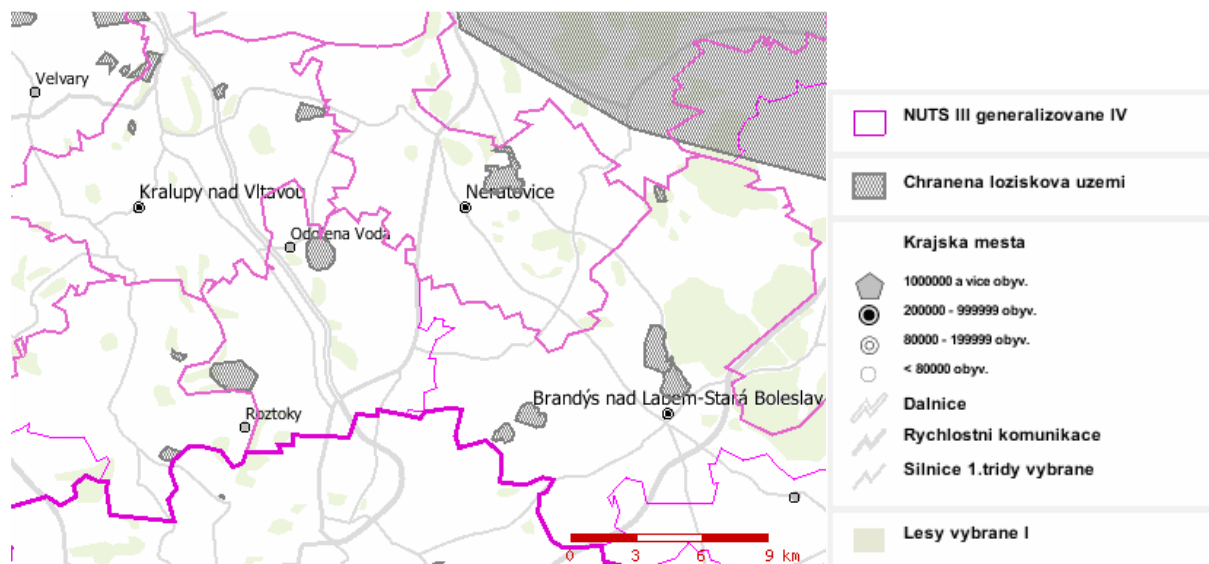 Velvary
Kralupy nad Vltavou
Neratovice
Odolena Voda
Roztoky
Brandýs nad Labem-Stará Boleslav
0 3 6 9 km
NUTS III generalizovane IV
Chranena loziskova uzemi
Krajska mesta
1000000 a vice obyv.
200000 - 999999 obyv.
80000 - 199999 obyv.
< 80000 obyv.
Dalnice
Rychlostni komunikace
Silnice 1.tridy vybrane
Lesy vybrane I